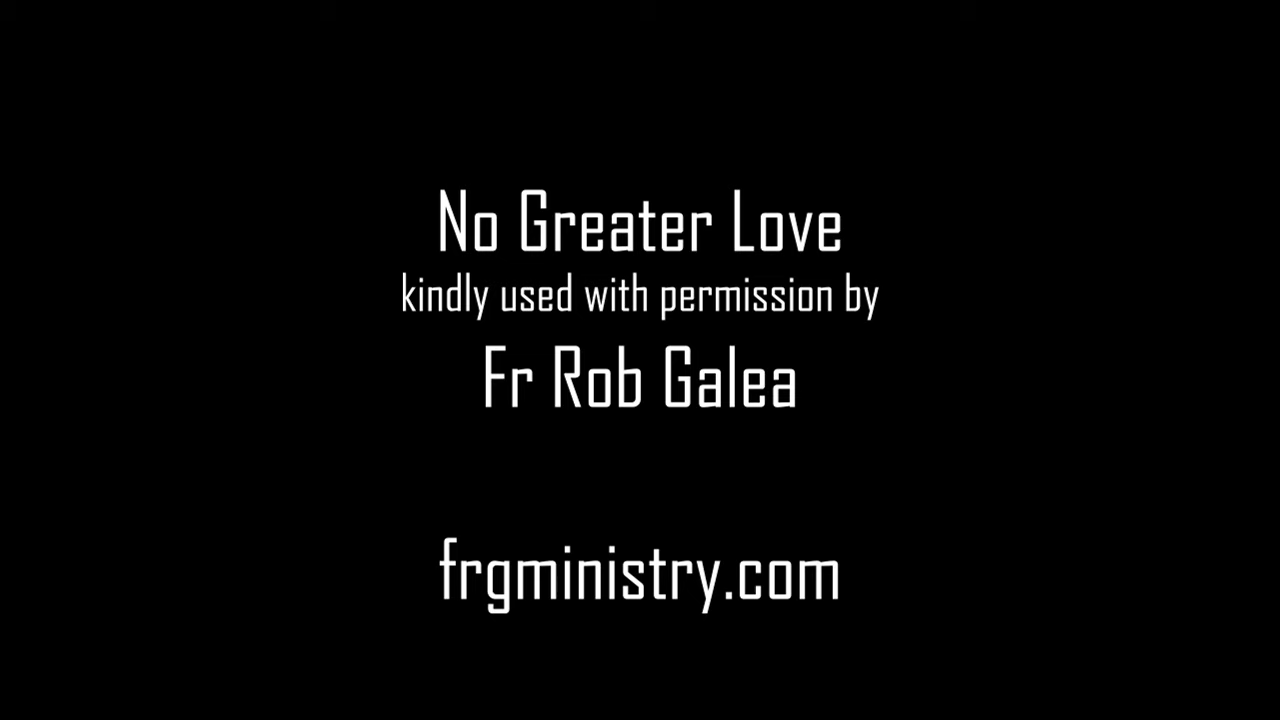 No Greater Love
kindly used with permission by
Fr Rob Galea
frgministry.com